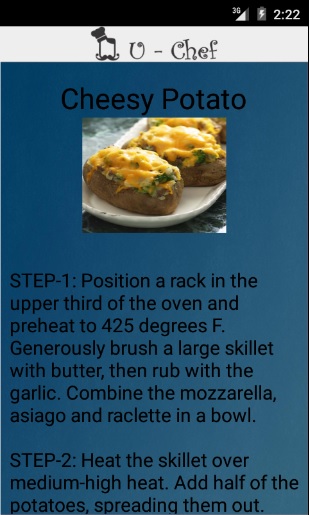 3G 2:22
U - Chef
Cheesy Potato
STEP-1: Position a rack in the
upper third of the oven and
preheat to 425 degrees F.
Generously brush a large skillet
with butter, then rub with the
garlic. Combine the mozzarella,
asiago and raclette in a bowl.
STEP-2: Heat the skillet over
medium-high heat. Add half of the
potatoes, spreading them out.